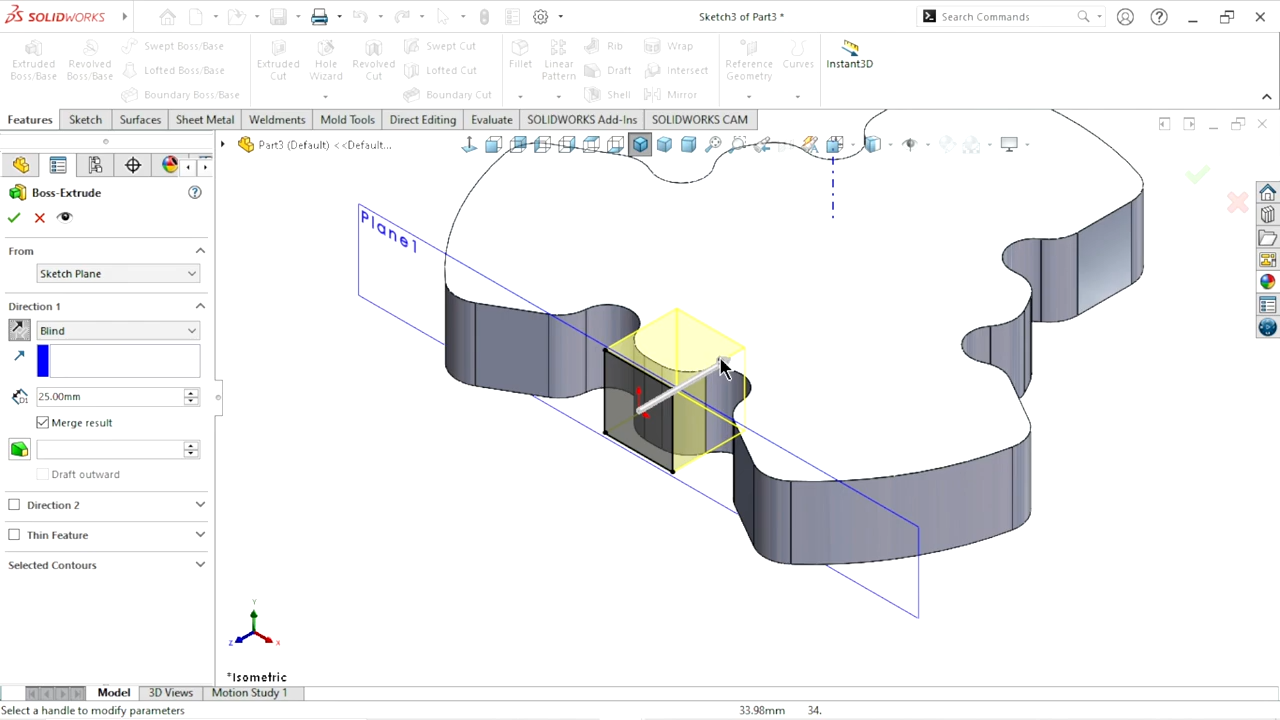 SOLIDWORKS
Sketch3 of Part3 *
Search Commands
Extruded Boss/Base
Revolved Boss/Base
Swept Boss/Base
Lofted Boss/Base
Boundary Boss/Base
Extruded Cut
Hole Wizard
Revolved Cut
Swept Cut
Lofted Cut
Boundary Cut
Fillet
Linear Pattern
Rib
Draft
Shell
Wrap
Intersect
Mirror
Reference Geometry
Curves
Instant3D
Features
Sketch
Surfaces
Sheet Metal
Weldments
Mold Tools
Direct Editing
Evaluate
SOLIDWORKS Add-Ins
SOLIDWORKS CAM
Part3 (Default) <<Default...
Boss-Extrude
From
Sketch Plane
Direction 1
Blind
25.00mm
Merge result
Draft outward
Direction 2
Thin Feature
Selected Contours
Plane1
Y
Z
X
*Isometric
Model
3D Views
Motion Study 1
Select a handle to modify parameters
33.98mm
34.